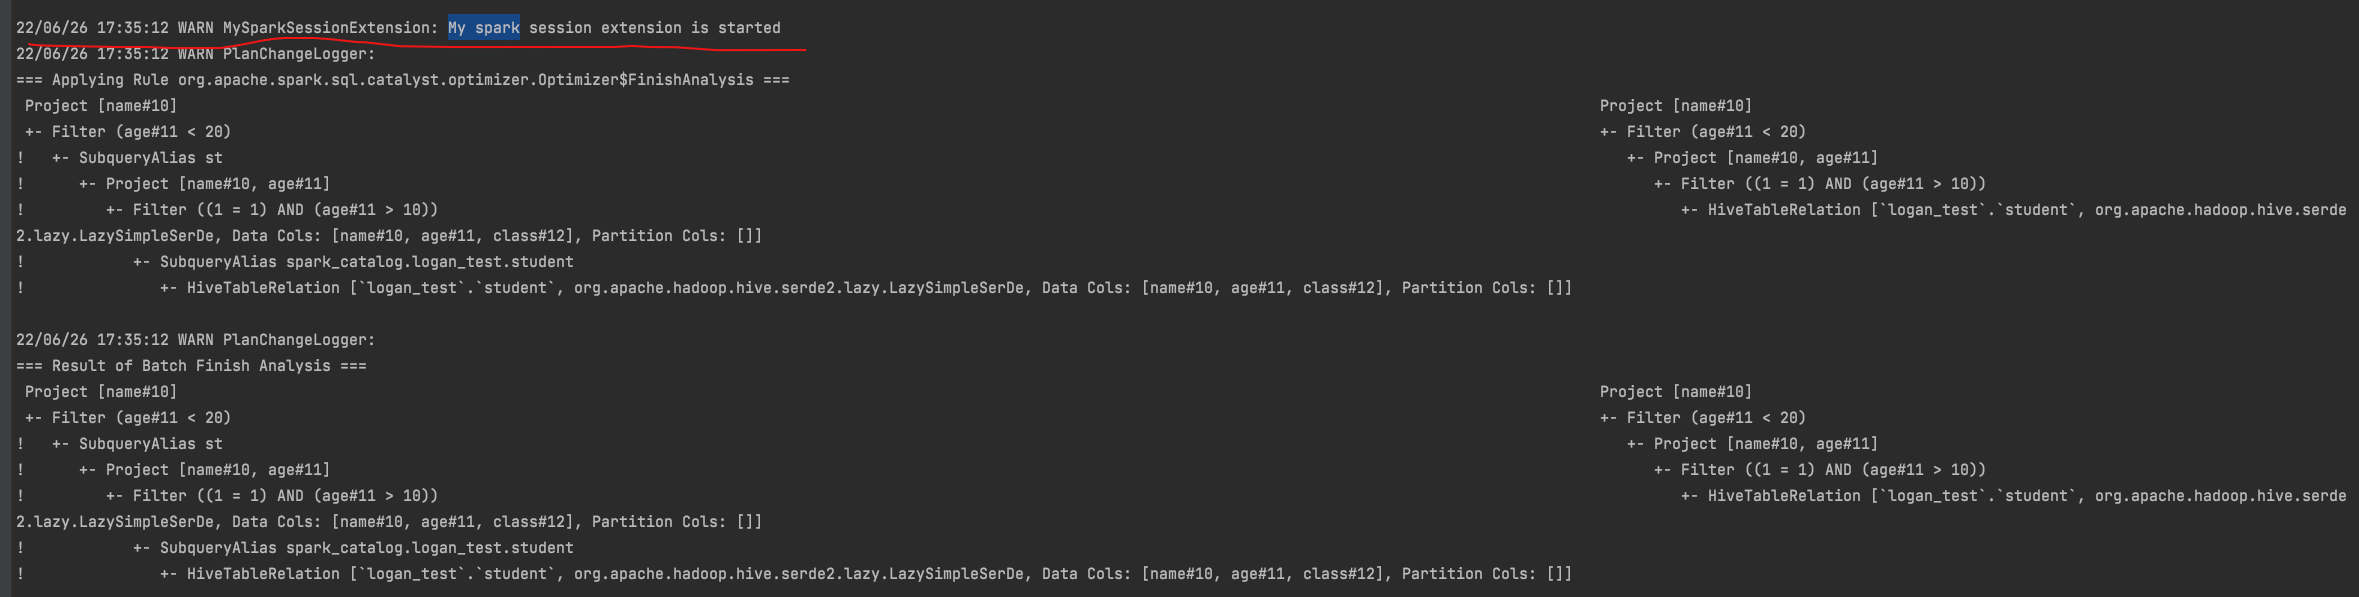 22/06/26 17:35:12 WARN MySparkSessionExtension: My spark session extension is started
22/06/26 17:35:12 WARN PlanChangeLogger:
=== Applying Rule org.apache.spark.sql.catalyst.optimizer.Optimizer$FinishAnalysis ===
 Project [name#10]                                                                                                                                                              Project [name#10]
 +- Filter (age#11 < 20)                                                                                                                                                        +- Filter (age#11 < 20)
!   +- SubqueryAlias st                                                                                                                                                            +- Project [name#10, age#11]
!      +- Project [name#10, age#11]                                                                                                                                                   +- Filter ((1 = 1) AND (age#11 > 10))
!         +- Filter ((1 = 1) AND (age#11 > 10))                                                                                                                                          +- HiveTableRelation [`logan_test`.`student`, org.apache.hadoop.hive.serde
2.lazy.LazySimpleSerDe, Data Cols: [name#10, age#11, class#12], Partition Cols: []]
!            +- SubqueryAlias spark_catalog.logan_test.student
!               +- HiveTableRelation [`logan_test`.`student`, org.apache.hadoop.hive.serde2.lazy.LazySimpleSerDe, Data Cols: [name#10, age#11, class#12], Partition Cols: []]
22/06/26 17:35:12 WARN PlanChangeLogger:
=== Result of Batch Finish Analysis ===
 Project [name#10]                                                                                                                                                              Project [name#10]
 +- Filter (age#11 < 20)                                                                                                                                                        +- Filter (age#11 < 20)
!   +- SubqueryAlias st                                                                                                                                                            +- Project [name#10, age#11]
!      +- Project [name#10, age#11]                                                                                                                                                   +- Filter ((1 = 1) AND (age#11 > 10))
!         +- Filter ((1 = 1) AND (age#11 > 10))                                                                                                                                          +- HiveTableRelation [`logan_test`.`student`, org.apache.hadoop.hive.serde
2.lazy.LazySimpleSerDe, Data Cols: [name#10, age#11, class#12], Partition Cols: []]
!            +- SubqueryAlias spark_catalog.logan_test.student
!               +- HiveTableRelation [`logan_test`.`student`, org.apache.hadoop.hive.serde2.lazy.LazySimpleSerDe, Data Cols: [name#10, age#11, class#12], Partition Cols: []]